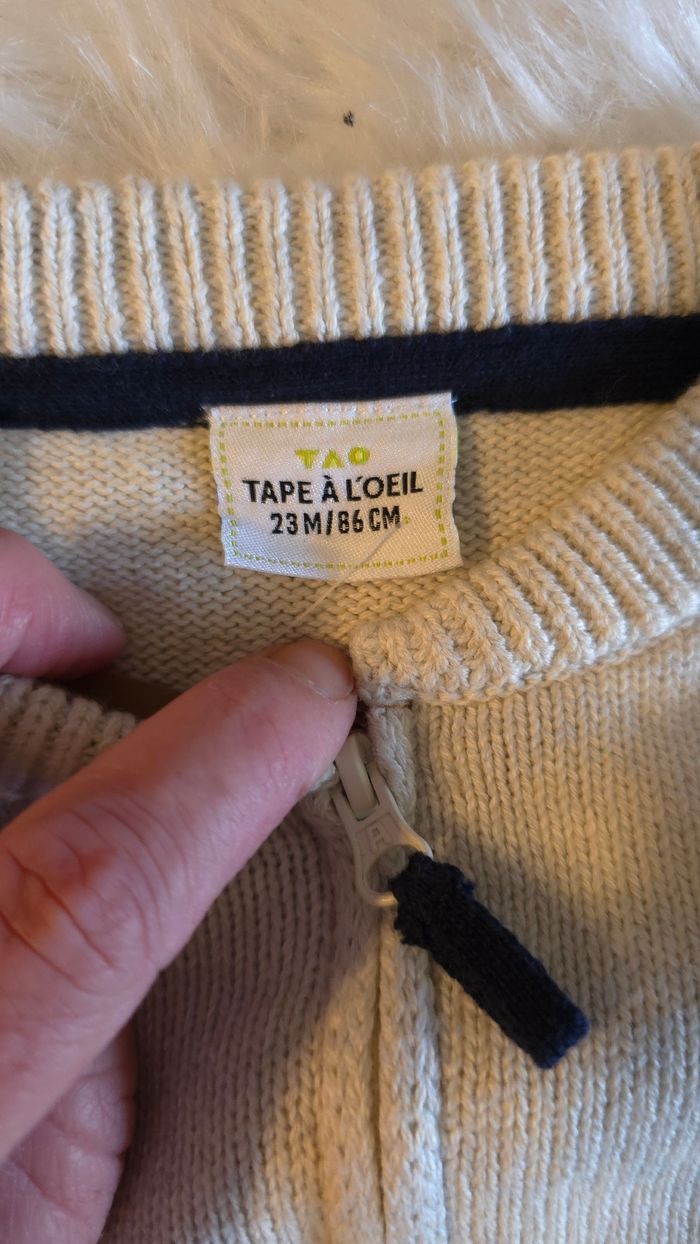 TAO
TAPE À L'OEIL
23M/86CM